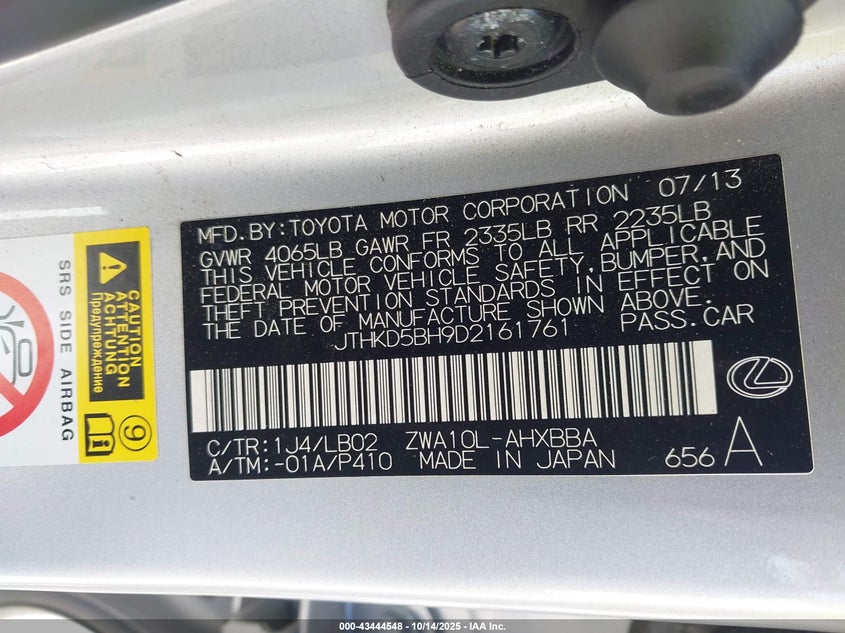 MFD.BY:TOYOTA MOTOR CORPORATION 07/13
GVWR 4065LB GAWR FR 2335LB RR 2235LB
THIS VEHICLE CONFORMS TO ALL APPLICABLE
FEDERAL MOTOR VEHICLE SAFETY,BUMPER,AND
THEFT PREVENTION STANDARDS IN EFFECT ON
THE DATE OF MANUFACTURE SHOWN ABOVE.
JTHKD5BH9D2161761 PASS.CAR
C/TR:1J4/LB02 ZWA10L-AHXBBA
A/TM:-01A/P410 MADE IN JAPAN 656 A
SRS SIDE AIRBAG
CAUTION
ATTENTION
ACHTUNG
Предупреждение
9
000-43444548 - 10/14/2025 - IAA Inc.